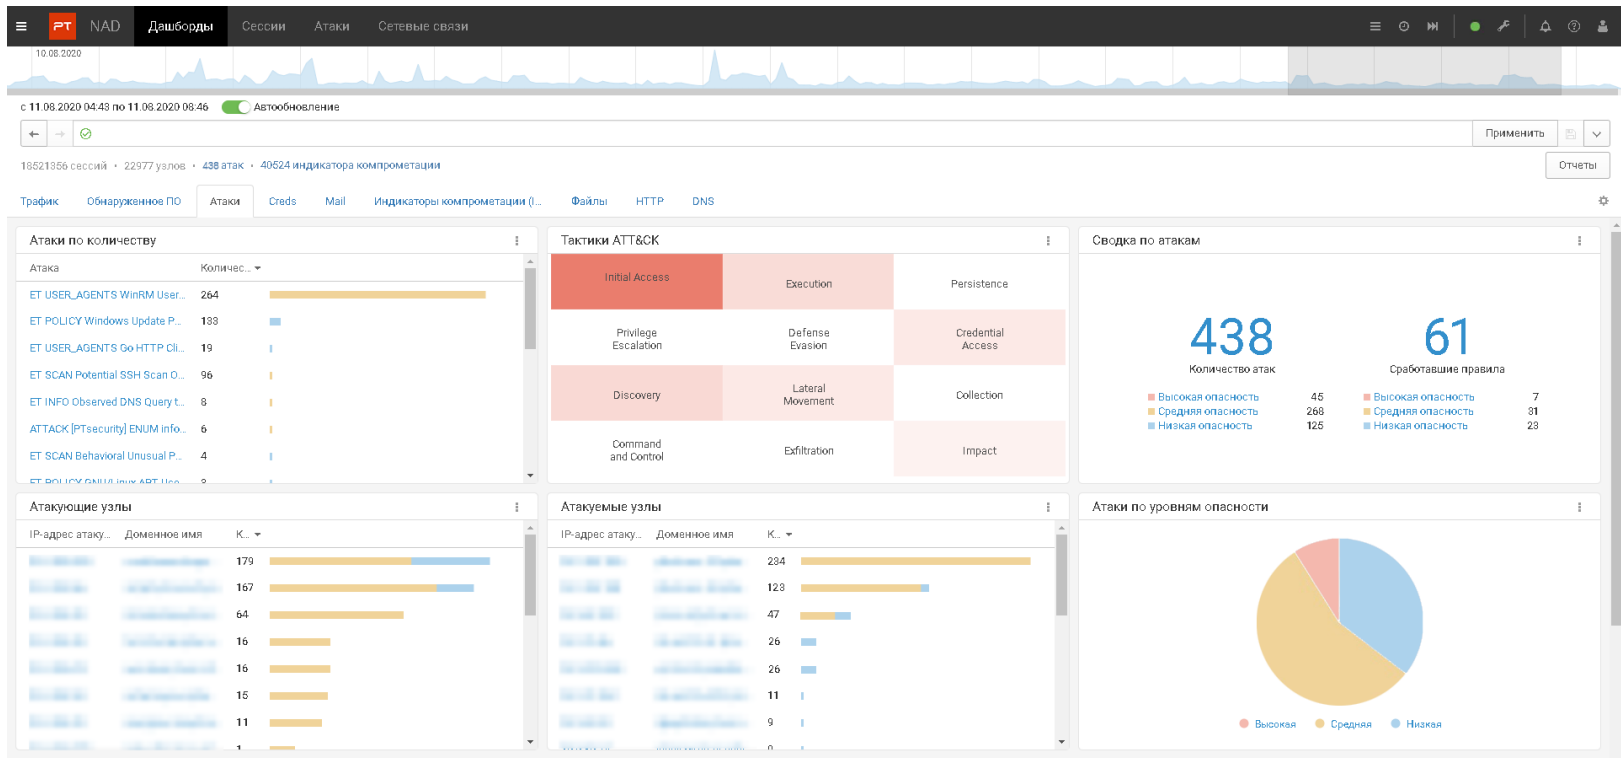 PT NAD Дашборды Сессии Атаки Сетевые связи
10.08.2020
с 11.08.2020 04:43 по 11.08.2020 08:46 Автообновление
Применить
18521356 сессий • 22977 узлов • 438 атак • 40524 индикатора компрометации
Отчеты
Трафик Обнаруженное ПО Атаки Creds Mail Индикаторы компрометации (I... Файлы HTTP DNS
Атаки по количеству
Атака Количес...
ET USER_AGENTS WinRM User... 264
ET POLICY Windows Update P... 133
ET USER_AGENTS Go HTTP Cli... 19
ET SCAN Potential SSH Scan O... 96
ET INFO Observed DNS Query t... 8
ATTACK [PTsecurity] ENUM info... 6
ET SCAN Behavioral Unusual P... 4
ET POLICY GNU/Linux APT Use... 3
Тактики ATT&CK
Initial Access
Execution
Persistence
Privilege
Escalation
Defense
Evasion
Credential
Access
Discovery
Lateral
Movement
Collection
Command
and Control
Exfiltration
Impact
Сводка по атакам
438
Количество атак
Высокая опасность 45
Средняя опасность 268
Низкая опасность 125
61
Сработавшие правила
Высокая опасность 7
Средняя опасность 31
Низкая опасность 23
Атакующие узлы
IP-адрес атаку... Доменное имя К...
179
167
64
16
16
15
11
1
Атакуемые узлы
IP-адрес атаку... Доменное имя К...
234
123
47
26
26
11
9
Атаки по уровням опасности
Высокая Средняя Низкая